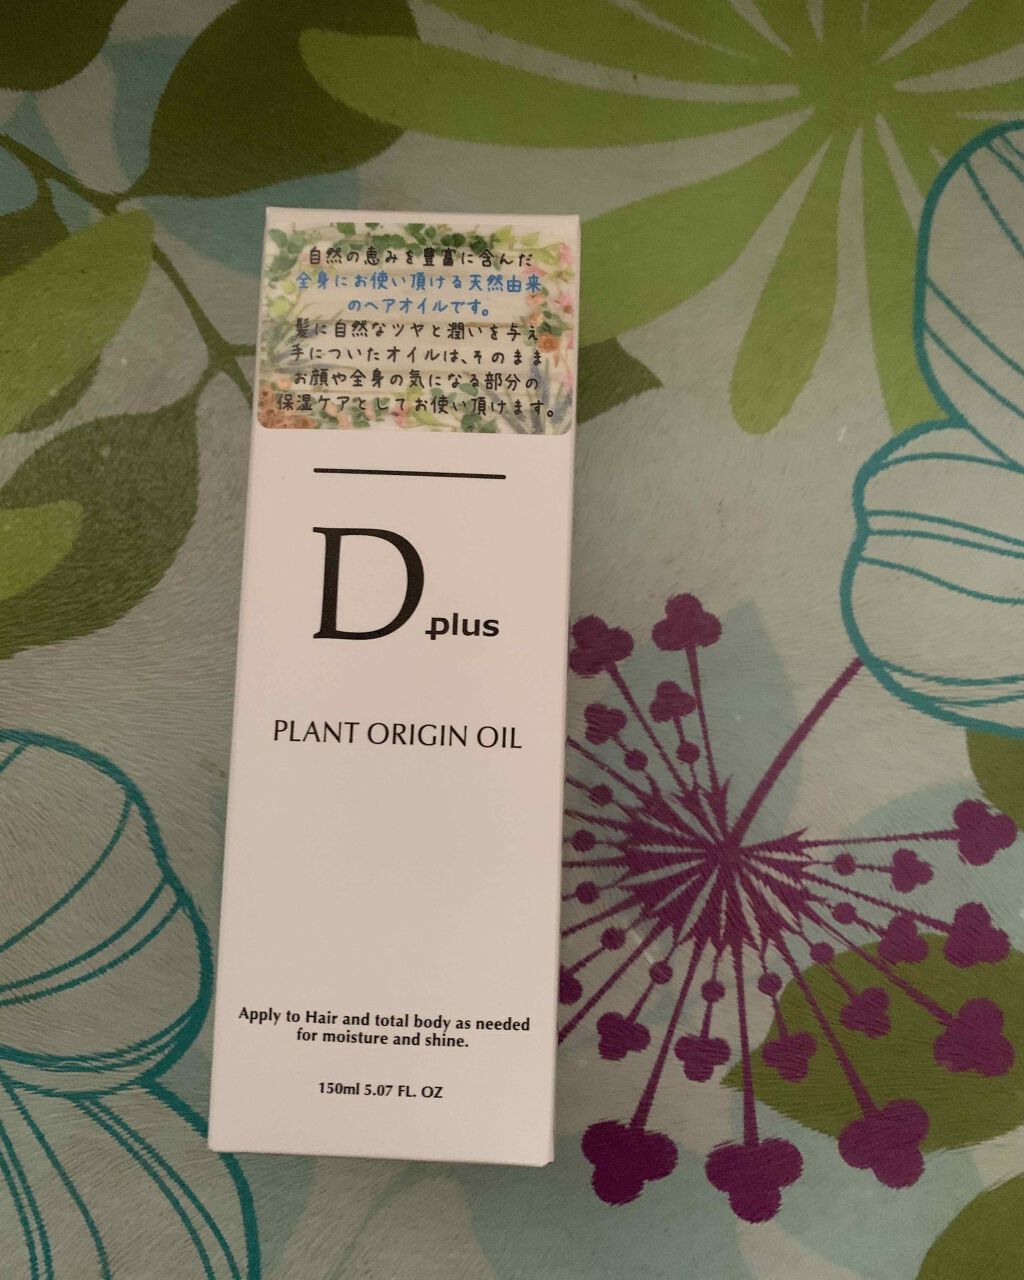 自然の恵みを豊富に含んだ
全身にお使い頂ける天然由来
のヘアオイルです。
髪に自然なツヤと潤いを与え
手についたオイルは、そのまま
お顔や全身の気になる部分の
保湿ケアとしてお使い頂けます。
D plus
PLANT ORIGIN OIL
Apply to Hair and total body as needed
for moisture and shine.
150ml 5.07 FL. OZ